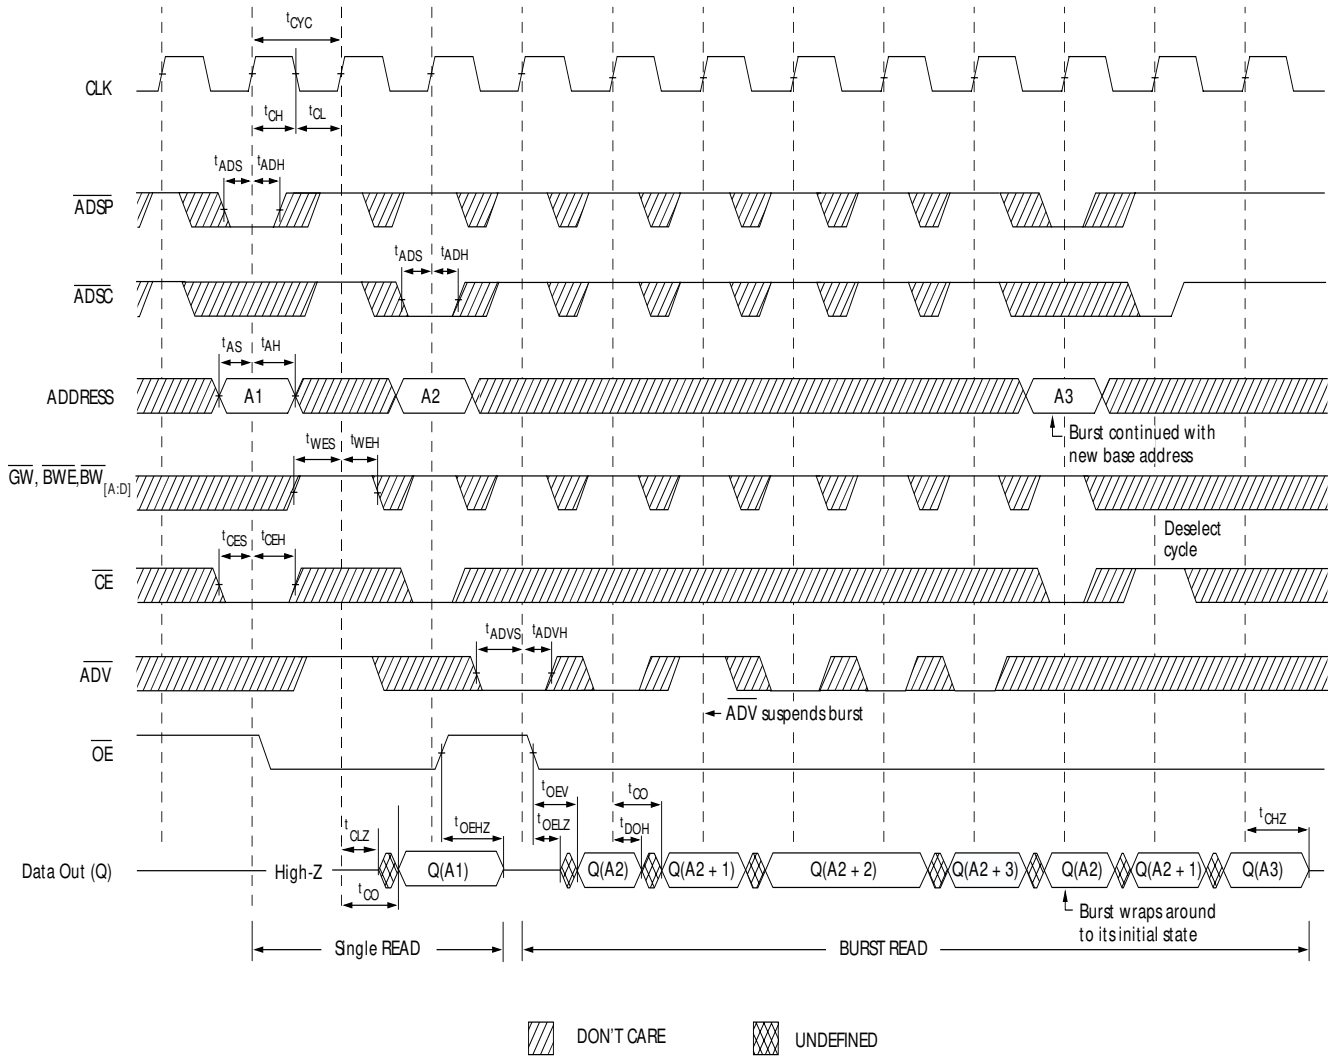 tCYC
CLK
tCH
tCL
tADS
tADH
ADSP
tADS
tADH
ADSC
tAS
tAH
ADDRESS
A1
A2
A3
Burst continued with
new base address
tWES
tWEH
GW, BWE,BW[A:D]
Deselect
cycle
tCES
tCEH
CE
tADVS
tADVH
ADV
ADV suspends burst
OE
tOEV
tCO
tCLZ
tOEHZ
tOELZ
tDOH
tCHZ
Data Out (Q)
High-Z
Q(A1)
Q(A2)
Q(A2 + 1)
Q(A2 + 2)
Q(A2 + 3)
Q(A2)
Q(A2 + 1)
Q(A3)
tCO
Burst wraps around
to its initial state
Single READ
BURST READ
DON'T CARE
UNDEFINED